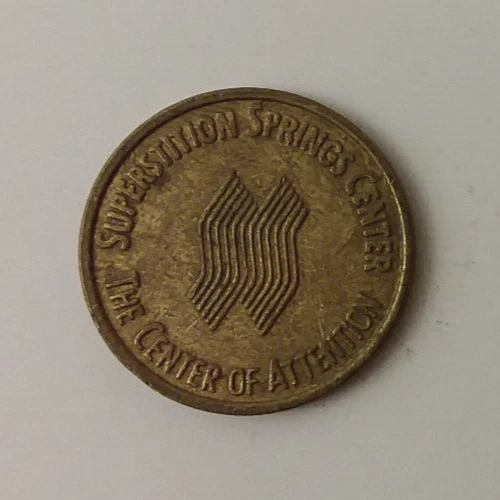 SUPERSTITION SPRINGS CENTER
THE CENTER OF ATTENTION